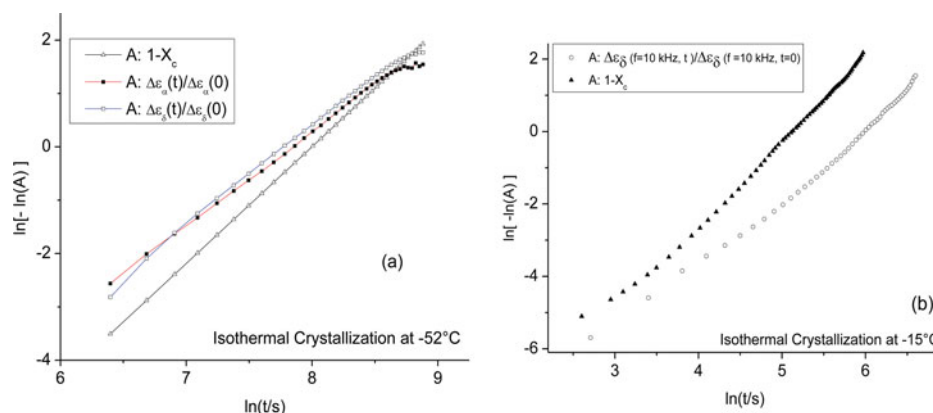 2
0
-2
-4
ln[- ln(A) ]
6
7
8
9
ln(t/s)
A: 1-Xc
A: Δεα(t)/Δεα(0)
A: Δεδ(t)/Δεδ(0)
(a)
Isothermal Crystallization at -52°C
2
0
-2
-4
-6
ln[ -ln(A) ]
3
4
5
6
ln(t/s)
A: Δεδ (f=10 kHz, t )/Δεδ (f =10 kHz, t=0)
A: 1-Xc
(b)
Isothermal Crystallization at -15°C